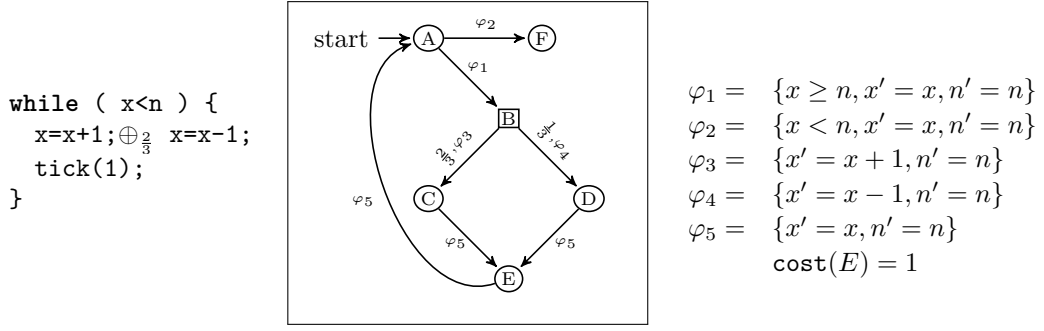 while ( x<n ) {
x=x+1;⊕2/3 x=x-1;
tick(1);
}
start
A
φ2
F
φ1
B
2/3,φ3
1/3,φ4
φ5
C
D
φ5
φ5
E
φ1 = {x ≥ n, x′ = x, n′ = n}
φ2 = {x < n, x′ = x, n′ = n}
φ3 = {x′ = x + 1, n′ = n}
φ4 = {x′ = x − 1, n′ = n}
φ5 = {x′ = x, n′ = n}
cost(E) = 1